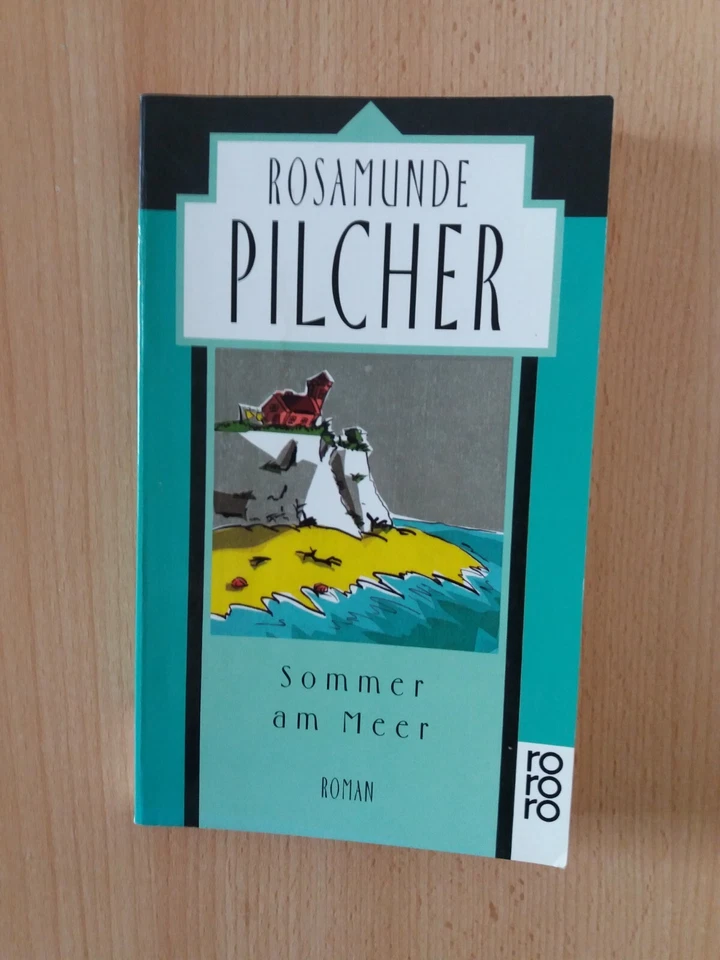 ROSAMUNDE
PILCHER
Sommer
am Meer
ROMAN
ro
ro
ro